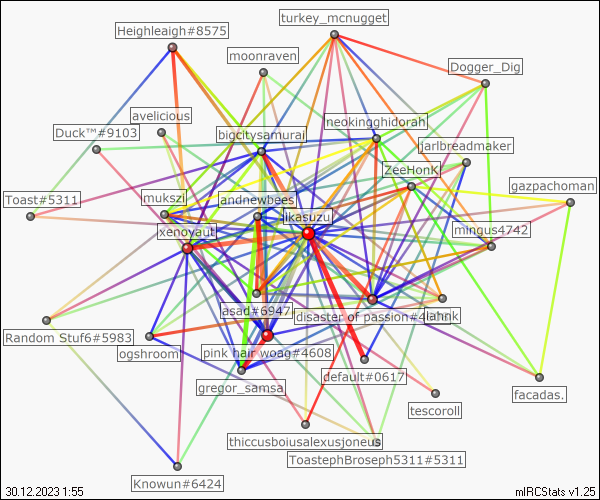 turkey_mcnugget
Heighleaigh#8575
moonraven
Dogger_Dig
avelicious
neokingghidorah
Duck™#9103
bigcitysamurai
jarlbreadmaker
ZeeHonK
Toast#5311
mukszi
andnewbees
gazpachoman
ikasuzu
xenoyaut
mingus4742
asad#6947
disaster of passion#4
iahnk
Random Stuf6#5983
ogshroom
pink hair woag#4608
default#0617
gregor_samsa
facadas.
tescoroll
thiccusboiusalexusjoneus
ToastephBroseph5311#5311
Knowun#6424
30.12.2023 1:55
mIRCStats v1.25